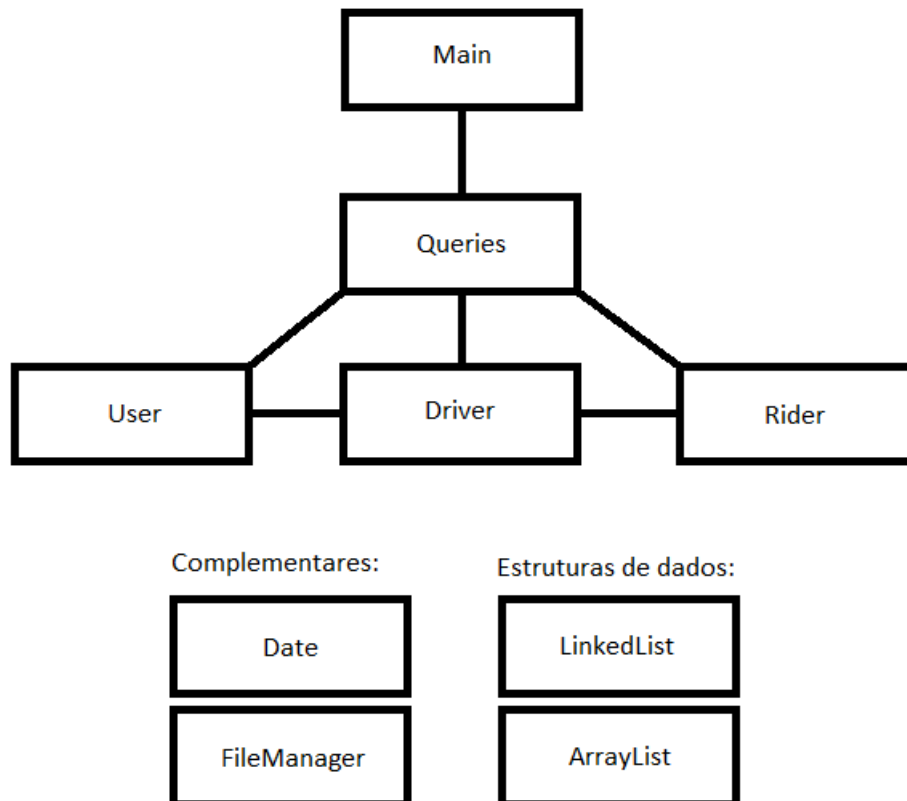 Main
Queries
User
Driver
Rider
Complementares:
Estruturas de dados:
Date
LinkedList
FileManager
ArrayList